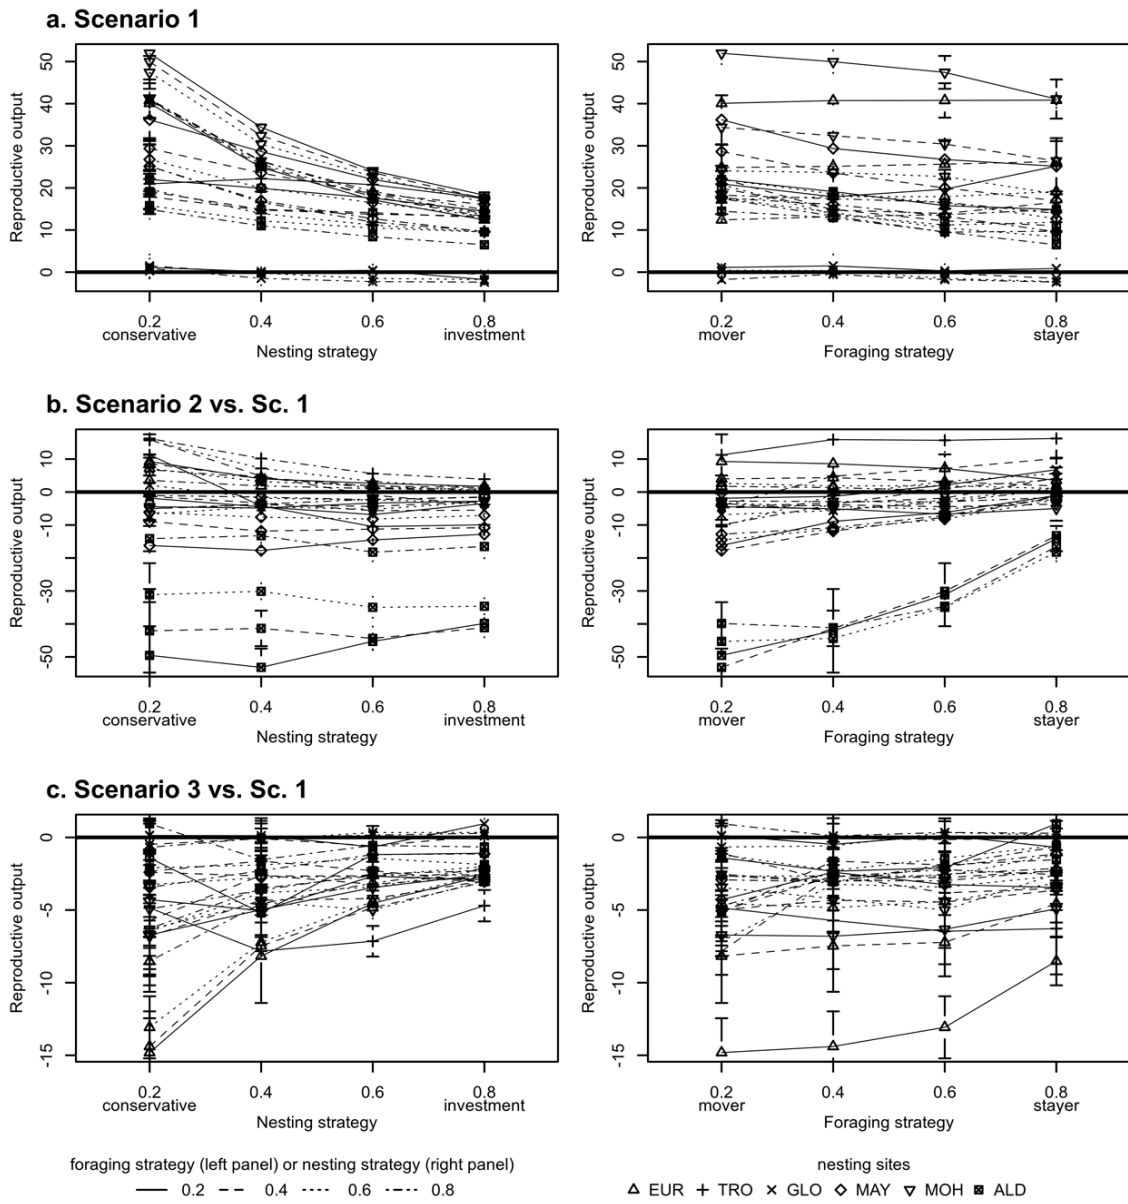 a. Scenario 1
Reproductive output
50
40
30
20
10
0
0.2 0.4 0.6 0.8
conservative investment
Nesting strategy
Reproductive output
50
40
30
20
10
0
0.2 0.4 0.6 0.8
mover stayer
Foraging strategy
b. Scenario 2 vs. Sc. 1
Reproductive output
10
0
-10
-30
-50
0.2 0.4 0.6 0.8
conservative investment
Nesting strategy
Reproductive output
10
0
-10
-30
-50
0.2 0.4 0.6 0.8
mover stayer
Foraging strategy
c. Scenario 3 vs. Sc. 1
Reproductive output
0
-5
-10
-15
0.2 0.4 0.6 0.8
conservative investment
Nesting strategy
Reproductive output
0
-5
-10
-15
0.2 0.4 0.6 0.8
mover stayer
Foraging strategy
foraging strategy (left panel) or nesting strategy (right panel)
0.2 0.4 0.6 0.8
nesting sites
EUR TRO GLO MAY MOH ALD